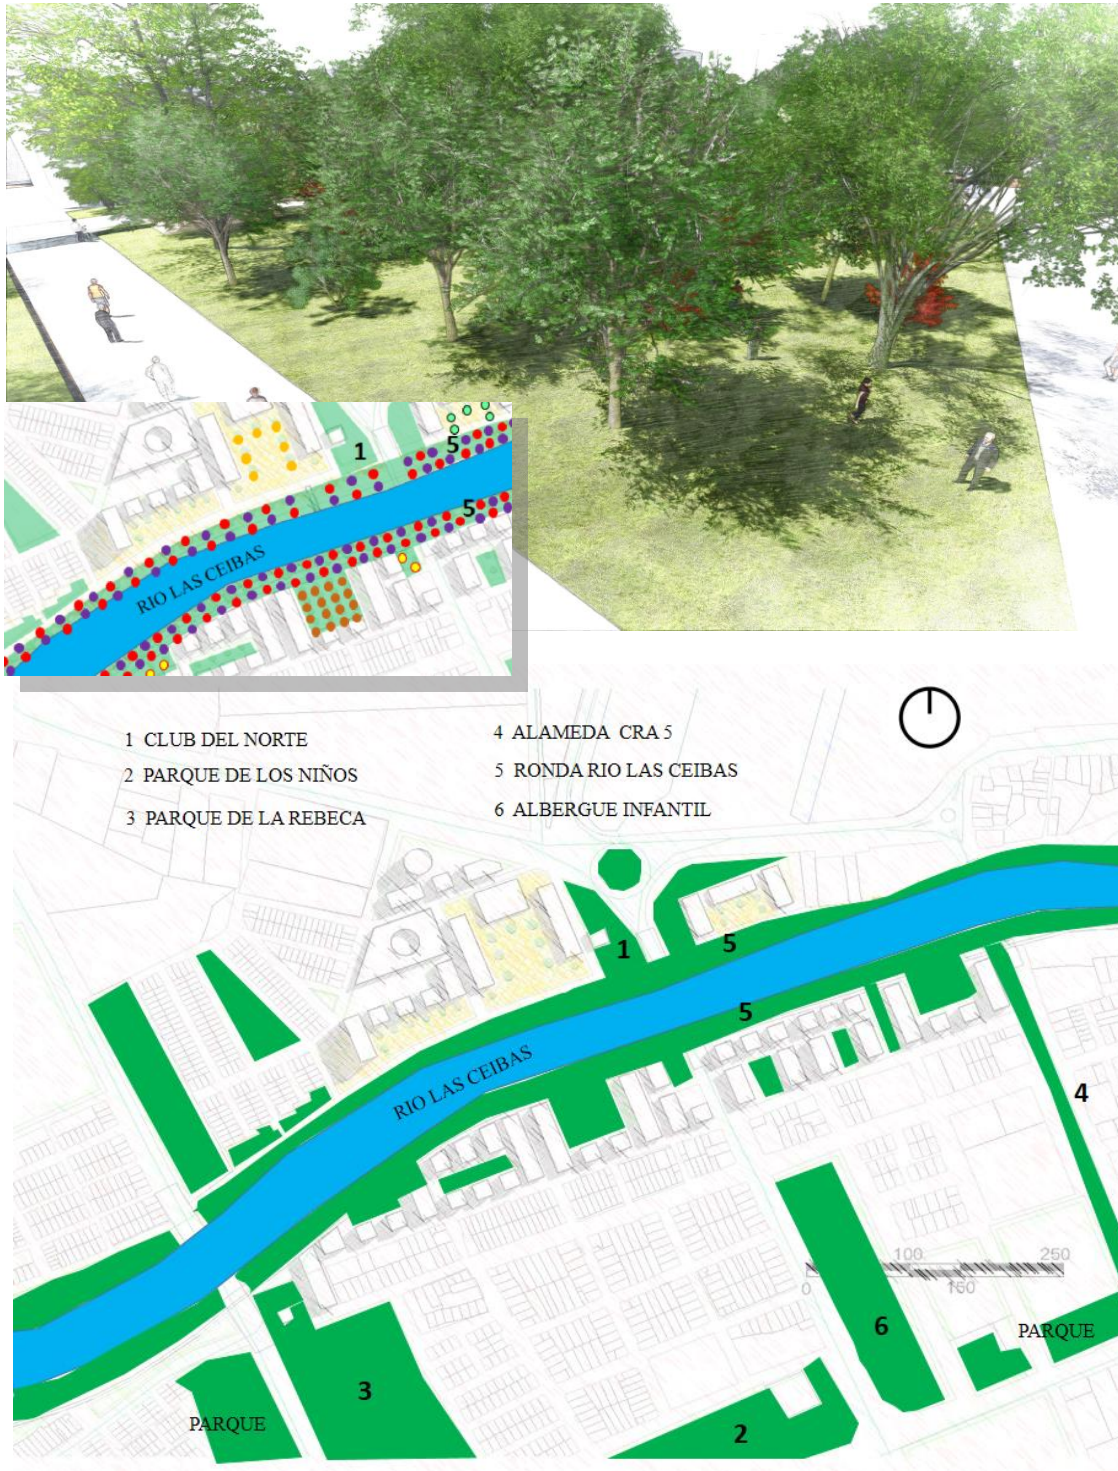 1
5
5
RIO LAS CEIBAS
1 CLUB DEL NORTE
2 PARQUE DE LOS NIÑOS
3 PARQUE DE LA REBECA
4 ALAMEDA CRA 5
5 RONDA RIO LAS CEIBAS
6 ALBERGUE INFANTIL
1
5
5
RIO LAS CEIBAS
4
100
250
0
150
6
PARQUE
3
PARQUE
2